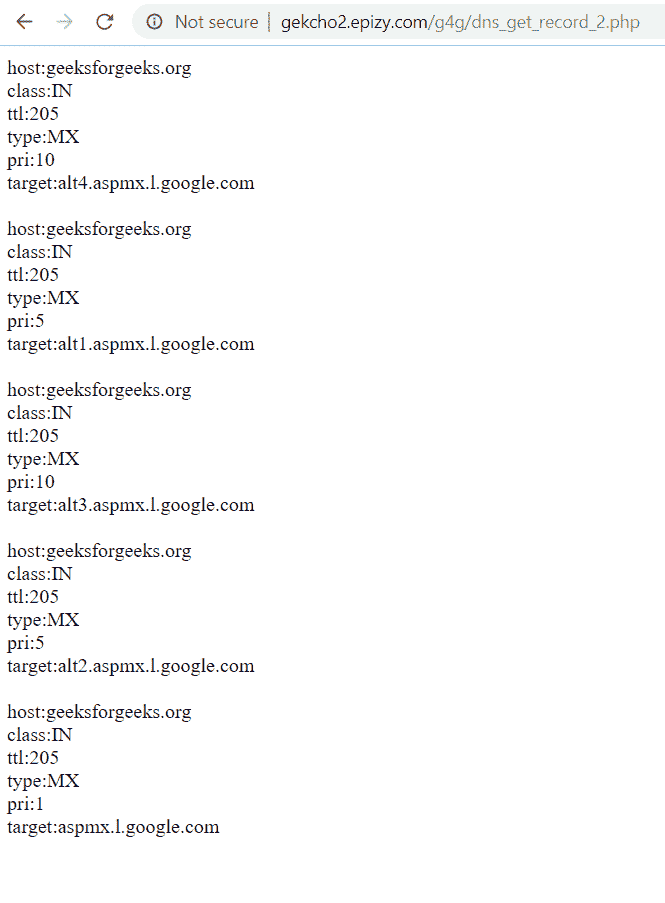 Not secure | gekcho2.epizy.com/g4g/dns_get_record_2.php
host:geeksforgeeks.org
class:IN
ttl:205
type:MX
pri:10
target:alt4.aspmx.l.google.com
host:geeksforgeeks.org
class:IN
ttl:205
type:MX
pri:5
target:alt1.aspmx.l.google.com
host:geeksforgeeks.org
class:IN
ttl:205
type:MX
pri:10
target:alt3.aspmx.l.google.com
host:geeksforgeeks.org
class:IN
ttl:205
type:MX
pri:5
target:alt2.aspmx.l.google.com
host:geeksforgeeks.org
class:IN
ttl:205
type:MX
pri:1
target:aspmx.l.google.com